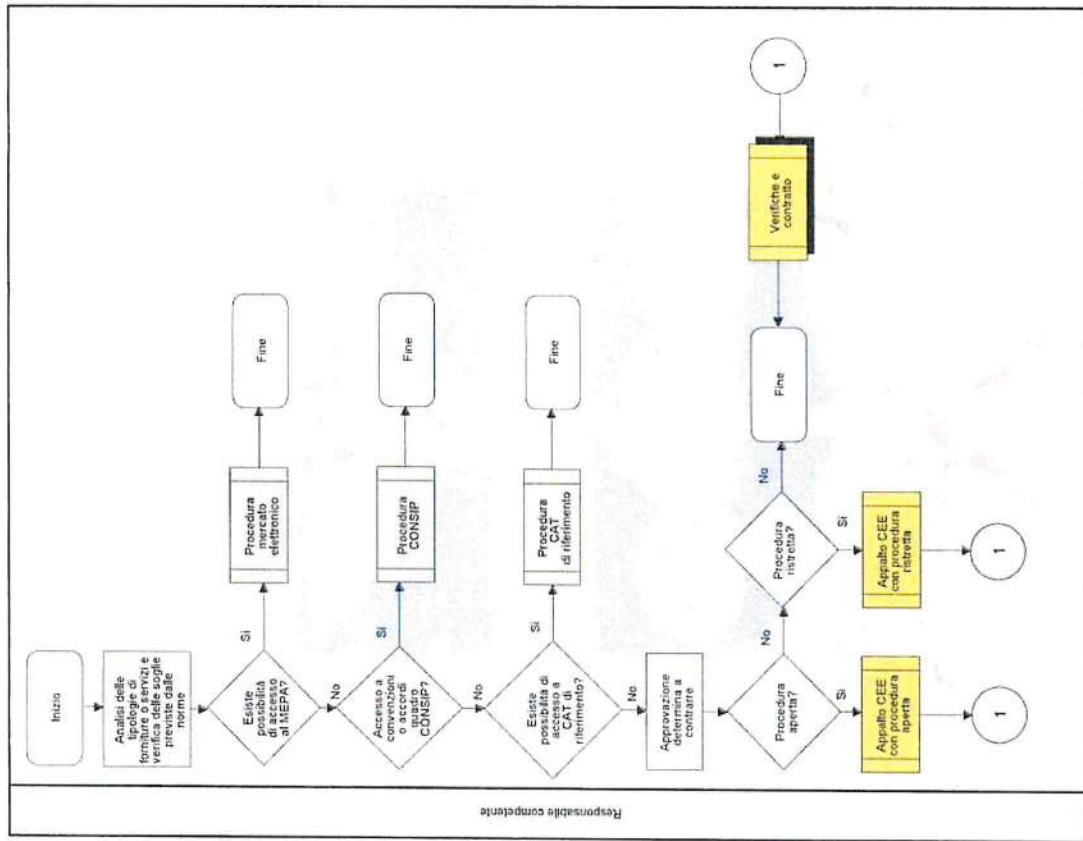 Responsabile competente
Inizio
Analisi delle
tipologie di
forniture o servizi e
verifica delle soglie
previste dalle
norme
Esiste
possibilità
di accesso
al MEPA?
Si
Procedura
mercato
elettronico
Fine
No
Accesso a
convenzioni
o accordi
quadro
CONSIP?
Si
Procedura
CONSIP
Fine
No
Esiste
possibilità di
accesso a
CAT di
riferimento?
Si
Procedura
CAT
di riferimento
Fine
No
Approvazione
determina a
contrarre
Procedura
aperta?
No
Procedura
ristretta?
No
Fine
Verifiche e
contratto
1
Si
Appalto CEE
con procedura
aperta
1
Si
Appalto CEE
con procedura
ristretta
1